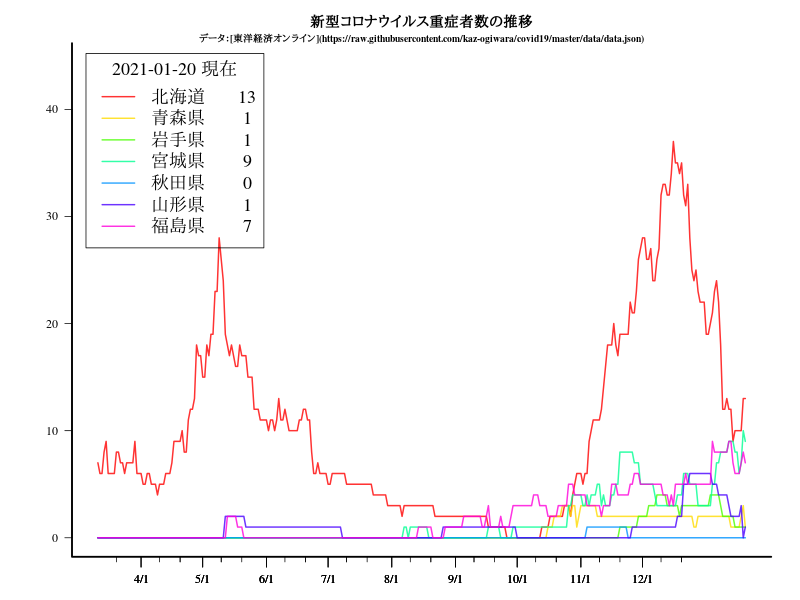 新型コロナウイルス重症者数の推移
データ:[東洋経済オンライン](https://raw.githubusercontent.com/kaz-ogiwara/covid19/master/data/data.json)
2021-01-20 現在
北海道 13
青森県 1
岩手県 1
宮城県 9
秋田県 0
山形県 1
福島県 7
40
30
20
10
0
4/1 5/1 6/1 7/1 8/1 9/1 10/1 11/1 12/1